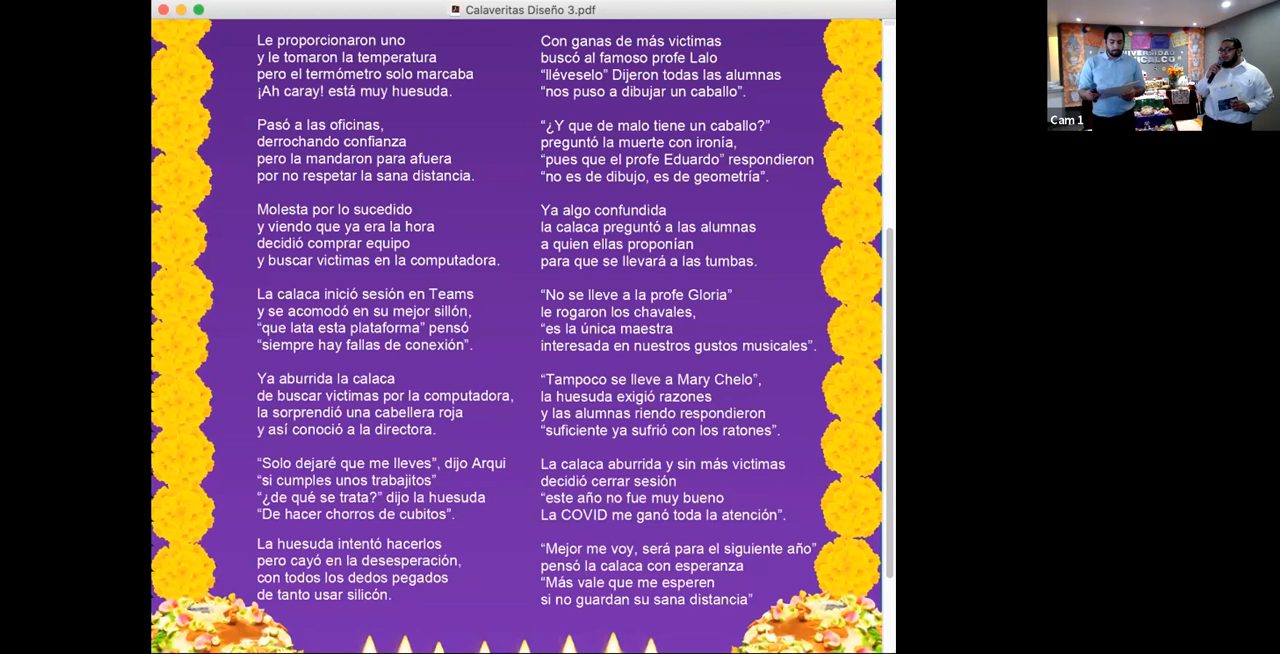 Calaveritas Diseño 3.pdf
Le proporcionaron uno
y le tomaron la temperatura
pero el termómetro solo marcaba
¡Ah caray! está muy huesuda.
Pasó a las oficinas,
derrochando confianza
pero la mandaron para afuera
por no respetar la sana distancia.
Molesta por lo sucedido
y viendo que ya era la hora
decidió comprar equipo
y buscar victimas en la computadora.
La calaca inició sesión en Teams
y se acomodó en su mejor sillón,
“que lata esta plataforma” pensó
“siempre hay fallas de conexión”.
Ya aburrida la calaca
de buscar victimas por la computadora,
la sorprendió una cabellera roja
y así conoció a la directora.
“Solo dejaré que me lleves”, dijo Arqui
“si cumples unos trabajitos”
“¿de qué se trata?” dijo la huesuda
“De hacer chorros de cubitos”.
La huesuda intentó hacerlos
pero cayó en la desesperación,
con todos los dedos pegados
de tanto usar silicón.
Con ganas de más victimas
buscó al famoso profe Lalo
“lléveselo” Dijeron todas las alumnas
“nos puso a dibujar un caballo”.
“¿Y que de malo tiene un caballo?”
preguntó la muerte con ironía,
“pues que el profe Eduardo” respondieron
“no es de dibujo, es de geometría”.
Ya algo confundida
la calaca preguntó a las alumnas
a quien ellas proponían
para que se llevará a las tumbas.
“No se lleve a la profe Gloria”
le rogaron los chavales,
“es la única maestra
interesada en nuestros gustos musicales”.
“Tampoco se lleve a Mary Chelo”,
la huesuda exigió razones
y las alumnas riendo respondieron
“suficiente ya sufrió con los ratones”.
La calaca aburrida y sin más victimas
decidió cerrar sesión
“este año no fue muy bueno
La COVID me ganó toda la atención”.
“Mejor me voy, será para el siguiente año”
pensó la calaca con esperanza
“Más vale que me esperen
si no guardan su sana distancia”
Cam 1